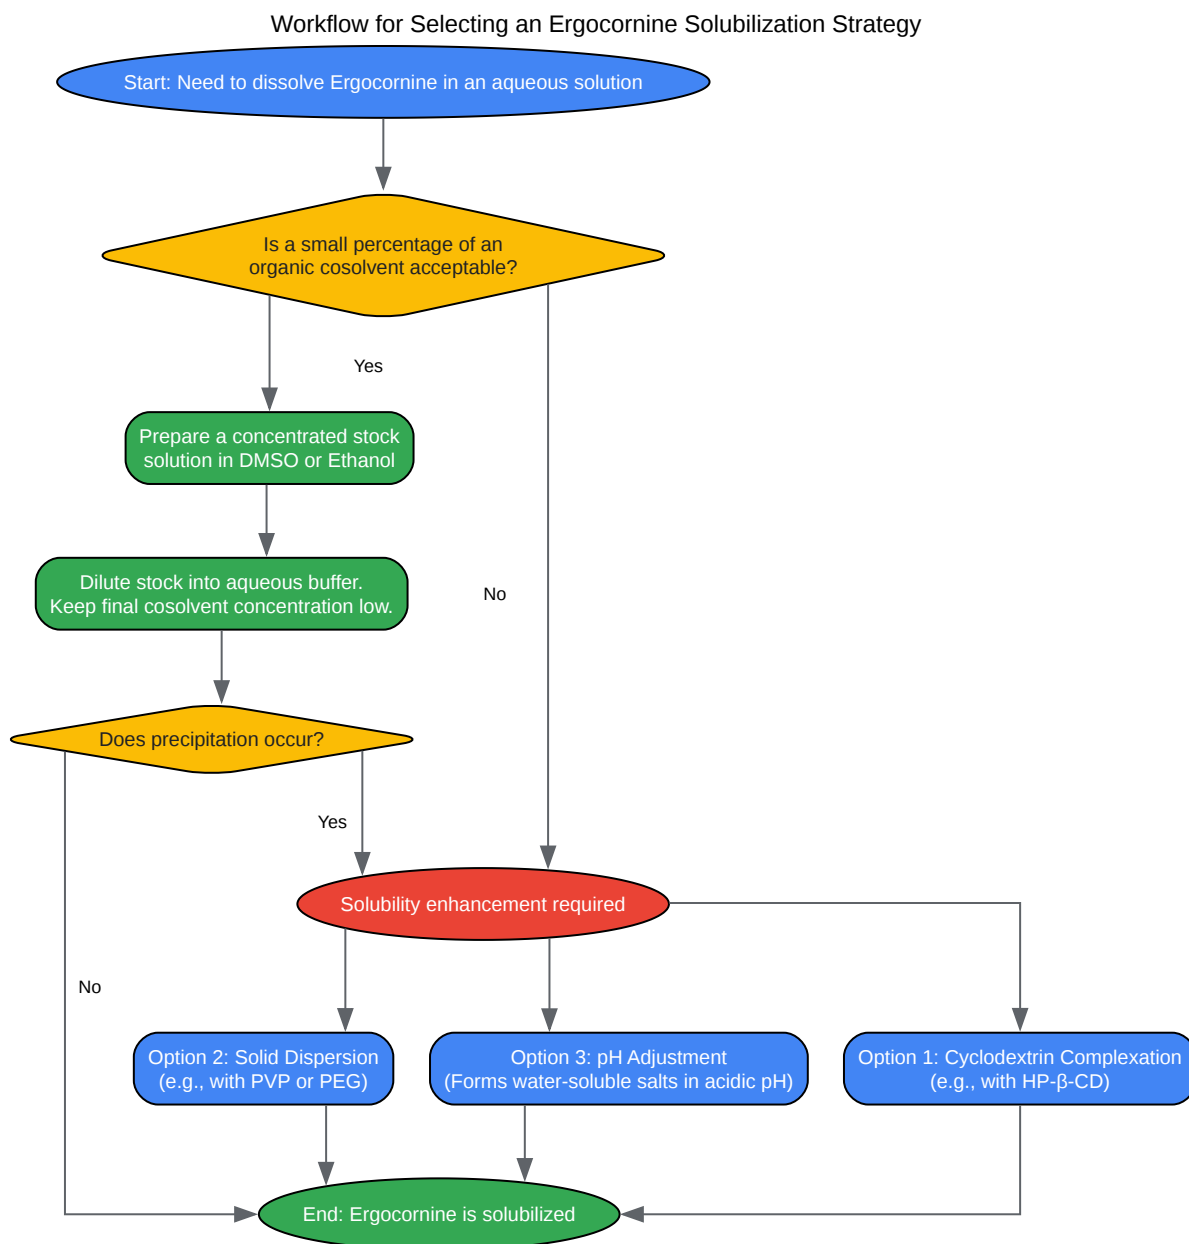 Workflow for Selecting an Ergocornine Solubilization Strategy
Start: Need to dissolve Ergocornine in an aqueous solution
Is a small percentage of an
organic cosolvent acceptable?
Yes
Prepare a concentrated stock
solution in DMSO or Ethanol
Dilute stock into aqueous buffer.
Keep final cosolvent concentration low.
No
Does precipitation occur?
Yes
Solubility enhancement required
No
Option 2: Solid Dispersion
(e.g., with PVP or PEG)
Option 3: pH Adjustment
(Forms water-soluble salts in acidic pH)
Option 1: Cyclodextrin Complexation
(e.g., with HP-β-CD)
End: Ergocornine is solubilized